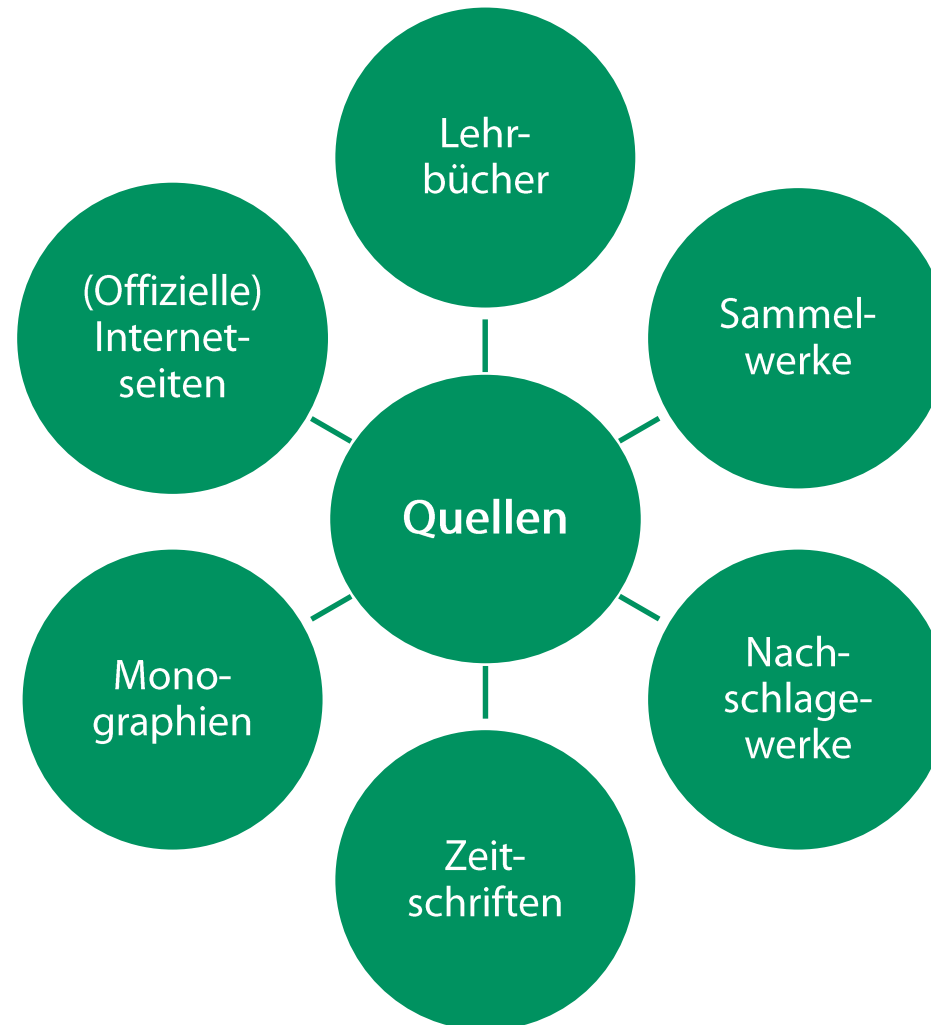 Lehr-
bücher
(Offizielle)
Internet-
seiten
Sammel-
werke
Quellen
Mono-
graphien
Nach-
schlage-
werke
Zeit-
schriften